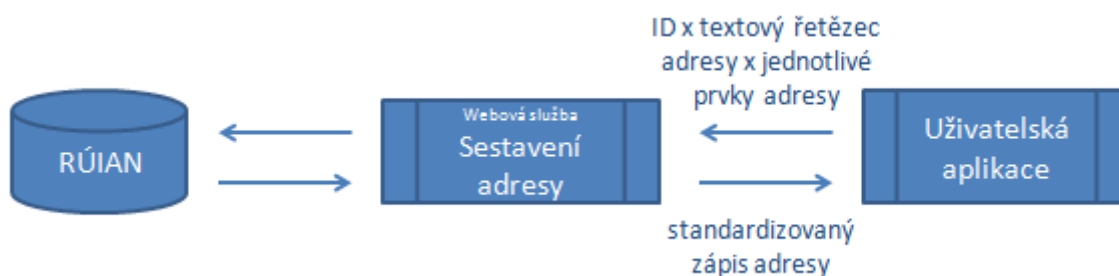 ID x textový řetězec
adresy x jednotlivé
prvky adresy
RÚIAN
Webová služba
Sestavení
adresy
Uživatelská
aplikace
standardizovaný
zápis adresy